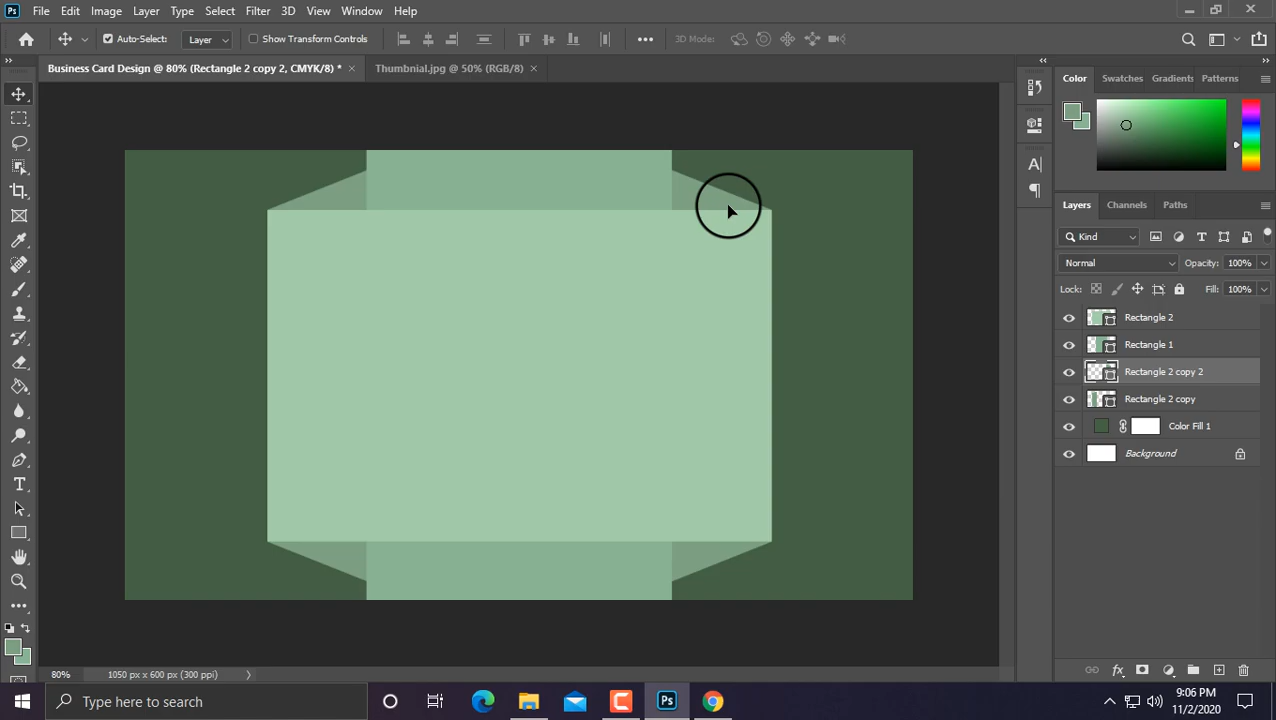 Ps File Edit Image Layer Type Select Filter 3D View Window Help
Auto-Select: Layer Show Transform Controls 3D Mode:
Business Card Design @ 80% (Rectangle 2 copy 2, CMYK/8) * Thumbnial.jpg @ 50% (RGB/8)
Color Swatches Gradients Patterns
Layers Channels Paths
Kind
Normal Opacity: 100%
Lock: Fill: 100%
Rectangle 2
Rectangle 1
Rectangle 2 copy 2
Rectangle 2 copy
Color Fill 1
Background
80% 1050 px x 600 px (300 ppi)
Type here to search
Ps
9:06 PM
11/2/2020